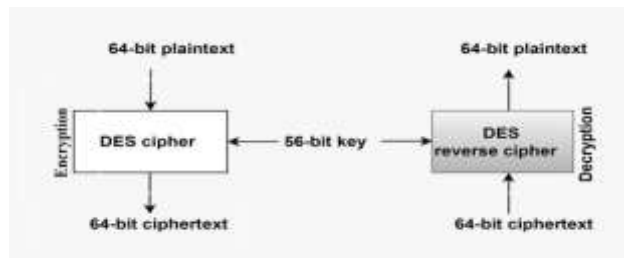 64-bit plaintext
64-bit plaintext
Encryption
DES cipher
56-bit key
DES
reverse cipher
Decryption
64-bit ciphertext
64-bit ciphertext